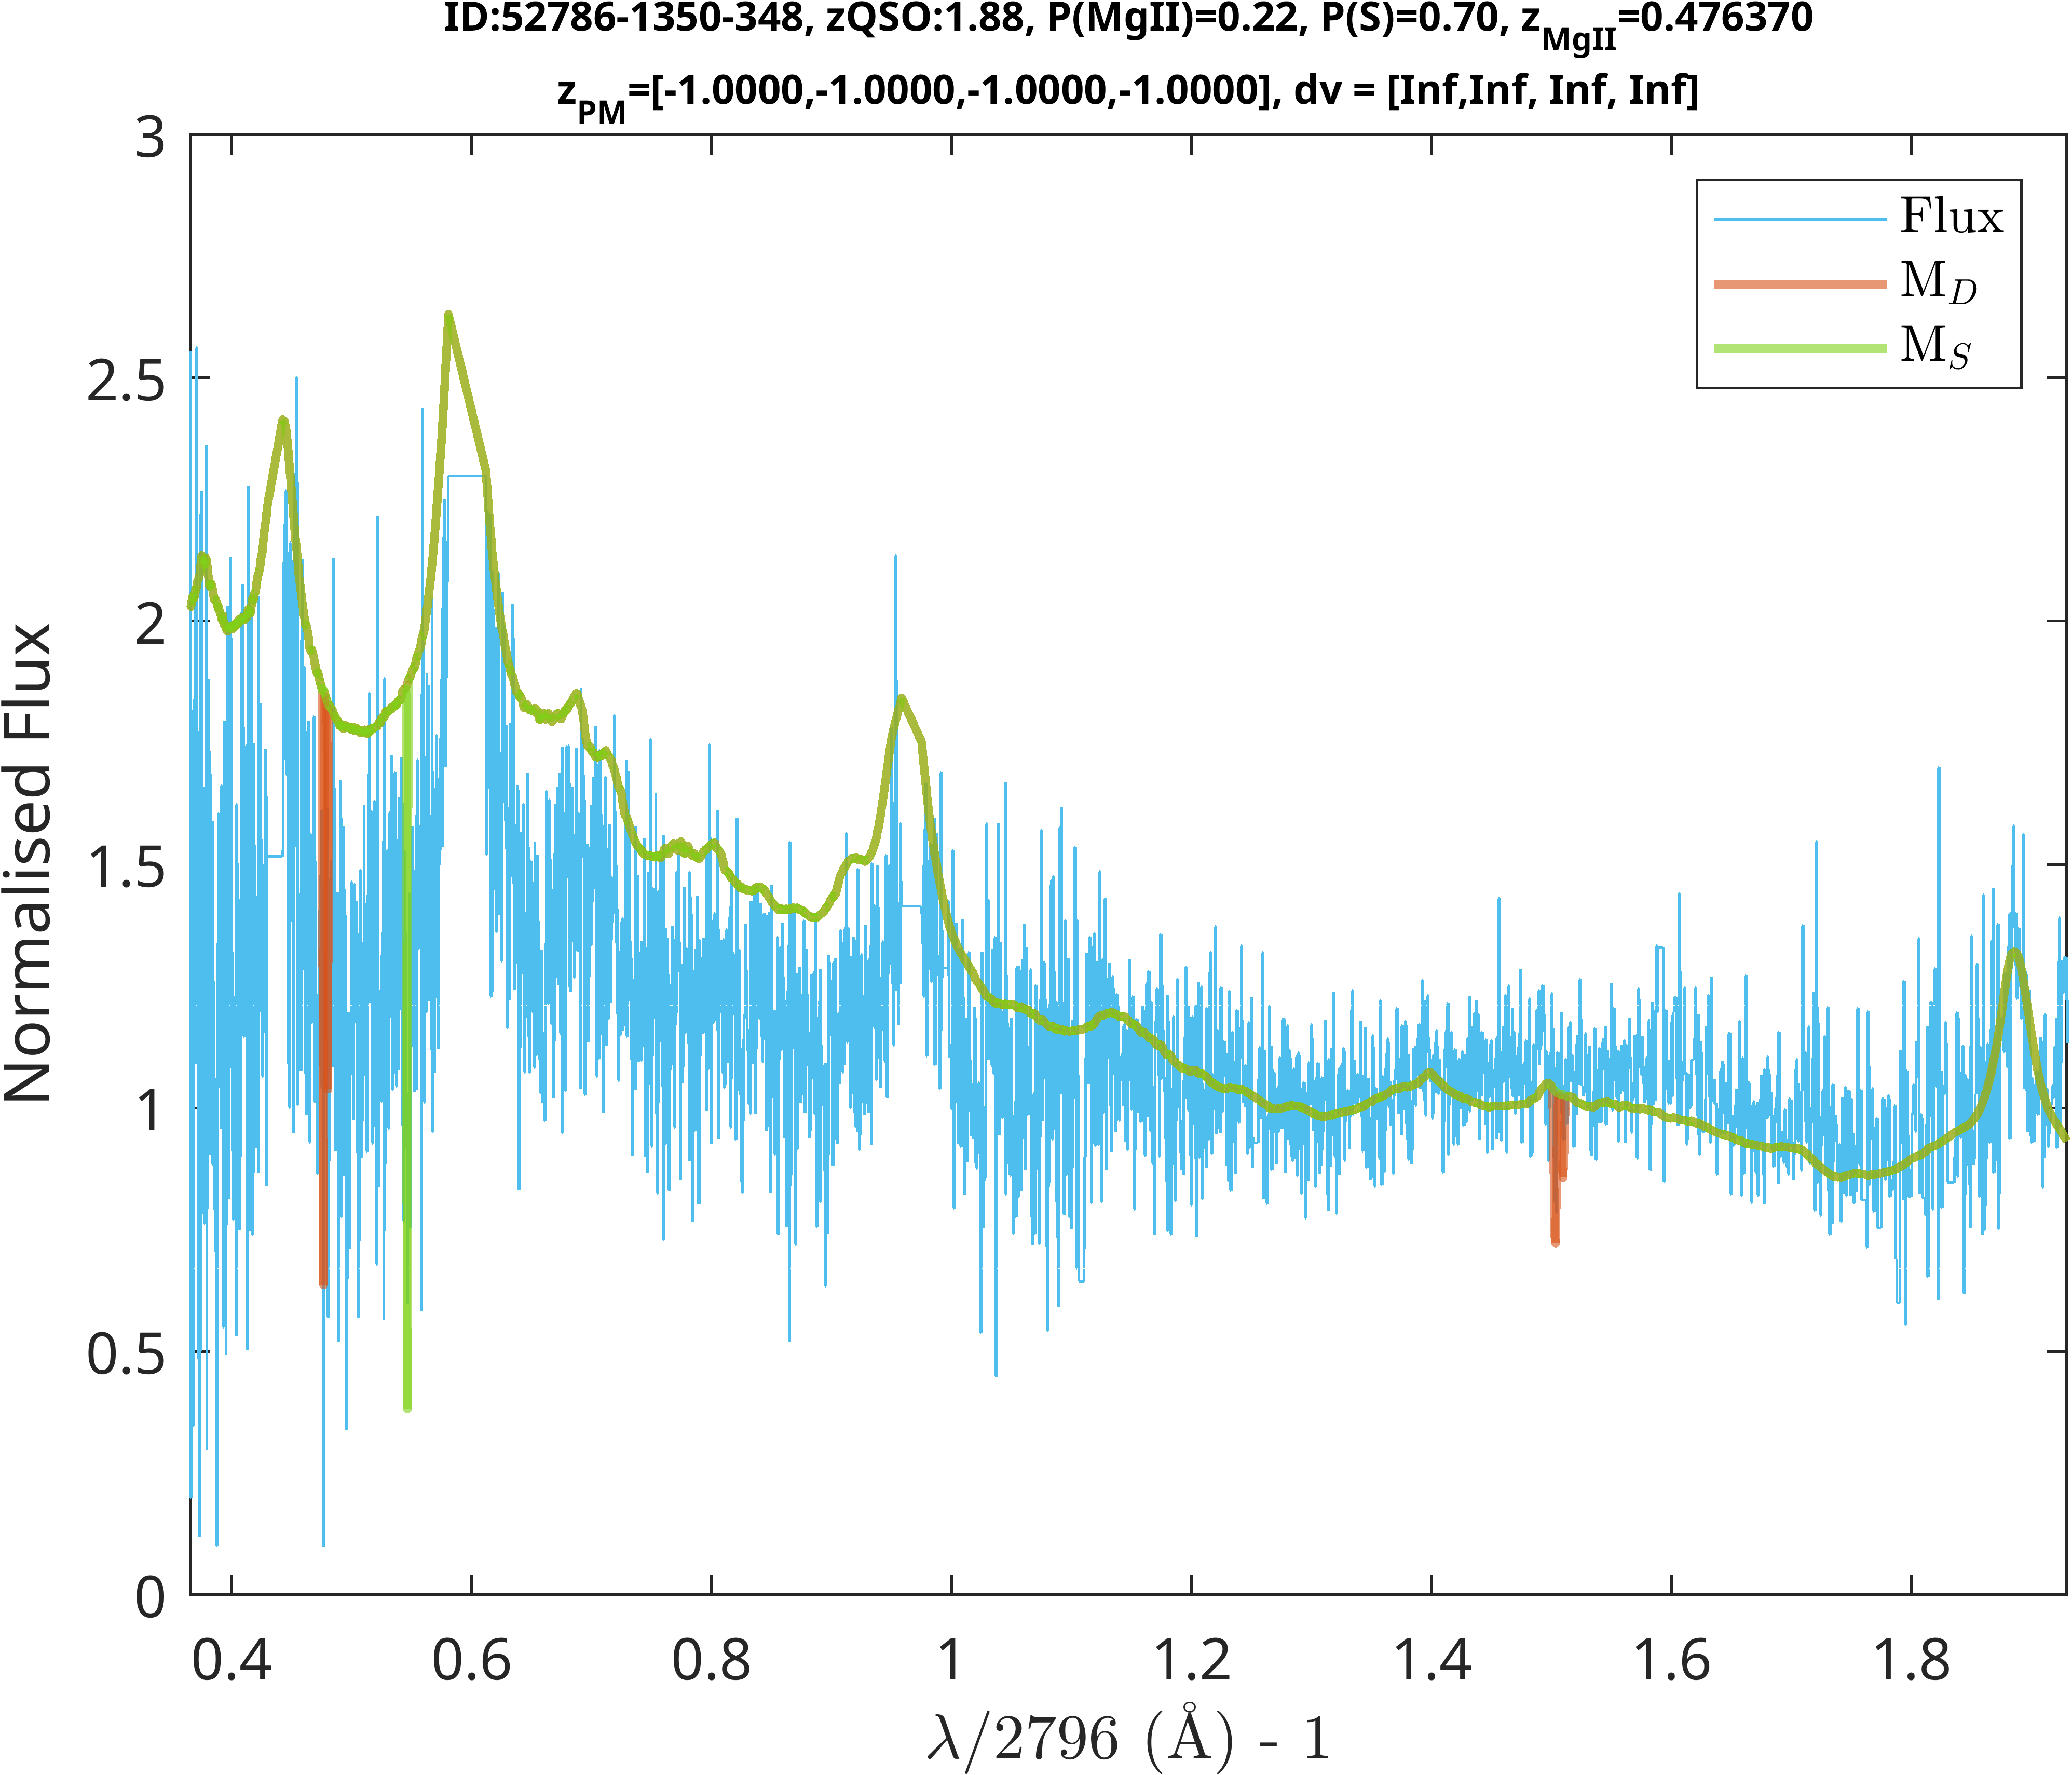 ID:52786-1350-348, zQSO:1.88, P(MgII)=0.22, P(S)=0.70, zMgII=0.476370
zPM=[-1.0000,-1.0000,-1.0000,-1.0000], dv = [Inf,Inf, Inf, Inf]
3
2.5
2
1.5
1
0.5
0
Normalised Flux
Flux
MD
MS
0.4 0.6 0.8 1 1.2 1.4 1.6 1.8
λ/2796 (Å) - 1